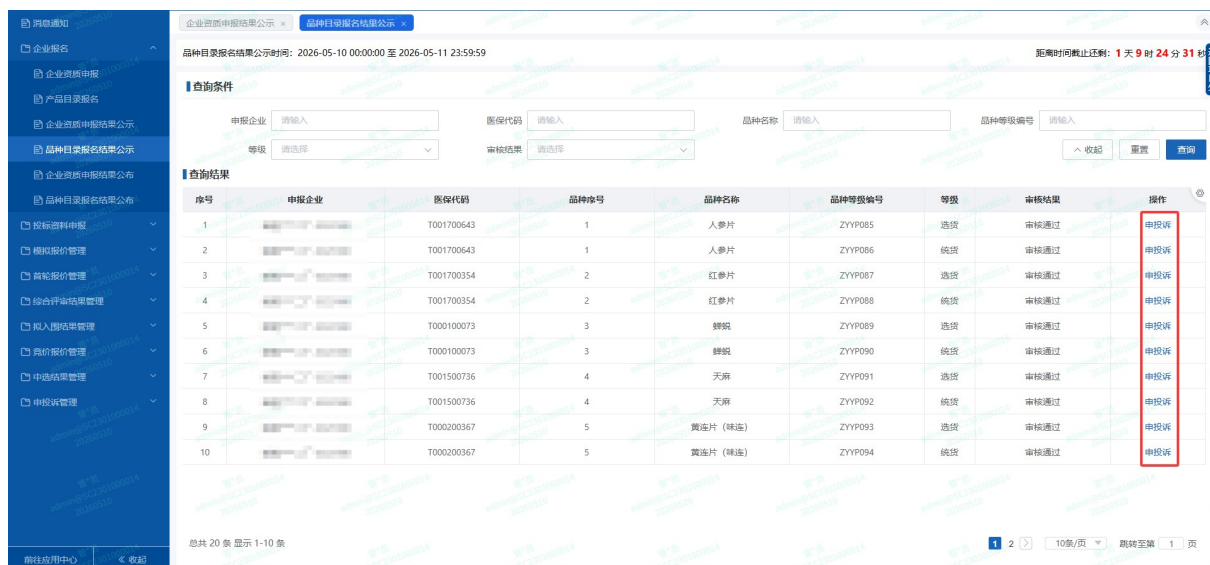 消息通知
企业报名
企业资质申报
产品目录报名
企业资质申报结果公示
品种目录报名结果公示
企业资质申报结果公布
品种目录报名结果公布
投标资料申报
模拟报价管理
首轮报价管理
综合评审结果管理
拟入围结果管理
竞价报价管理
中选结果管理
申投诉管理
前往应用中心 《 收起
企业资质申报结果公示 × 品种目录报名结果公示 ×
品种目录报名结果公示时间：2026-05-10 00:00:00 至 2026-05-11 23:59:59 距离时间截止还剩：1 天 9 时 24 分 31 秒
查询条件
申报企业 请输入 医保代码 请输入 品种名称 请输入 品种等级编号 请输入
等级 请选择 审核结果 请选择 收起 重置 查询
查询结果
序号 申报企业 医保代码 品种序号 品种名称 品种等级编号 等级 审核结果 操作
1 T001700643 1 人参片 ZYYP085 选货 审核通过 申投诉
2 T001700643 1 人参片 ZYYP086 统货 审核通过 申投诉
3 T001700354 2 红参片 ZYYP087 选货 审核通过 申投诉
4 T001700354 2 红参片 ZYYP088 统货 审核通过 申投诉
5 T000100073 3 蝉蜕 ZYYP089 选货 审核通过 申投诉
6 T000100073 3 蝉蜕 ZYYP090 统货 审核通过 申投诉
7 T001500736 4 天麻 ZYYP091 选货 审核通过 申投诉
8 T001500736 4 天麻 ZYYP092 统货 审核通过 申投诉
9 T000200367 5 黄连片（味连） ZYYP093 选货 审核通过 申投诉
10 T000200367 5 黄连片（味连） ZYYP094 统货 审核通过 申投诉
总共 20 条 显示 1-10 条 1 2 > 10条/页 跳转至第 1 页